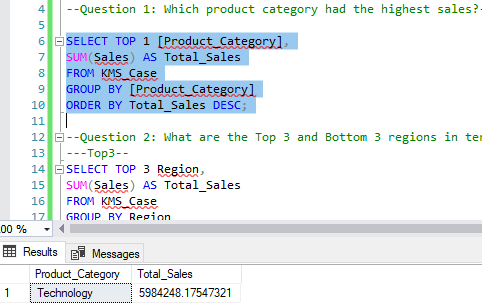 4
5
6
7
8
9
10
11
12
13
14
15
16
17
--Question 1: Which product category had the highest sales?-
SELECT TOP 1 [Product_Category],
SUM(Sales) AS Total_Sales
FROM KMS_Case
GROUP BY [Product_Category]
ORDER BY Total_Sales DESC;
--Question 2: What are the Top 3 and Bottom 3 regions in
---Top3--
SELECT TOP 3 Region,
SUM(Sales) AS Total_Sales
FROM KMS_Case
GROUP BY Region
00 %
Results
Messages
Product_Category Total_Sales
1 Technology 5984248.17547321